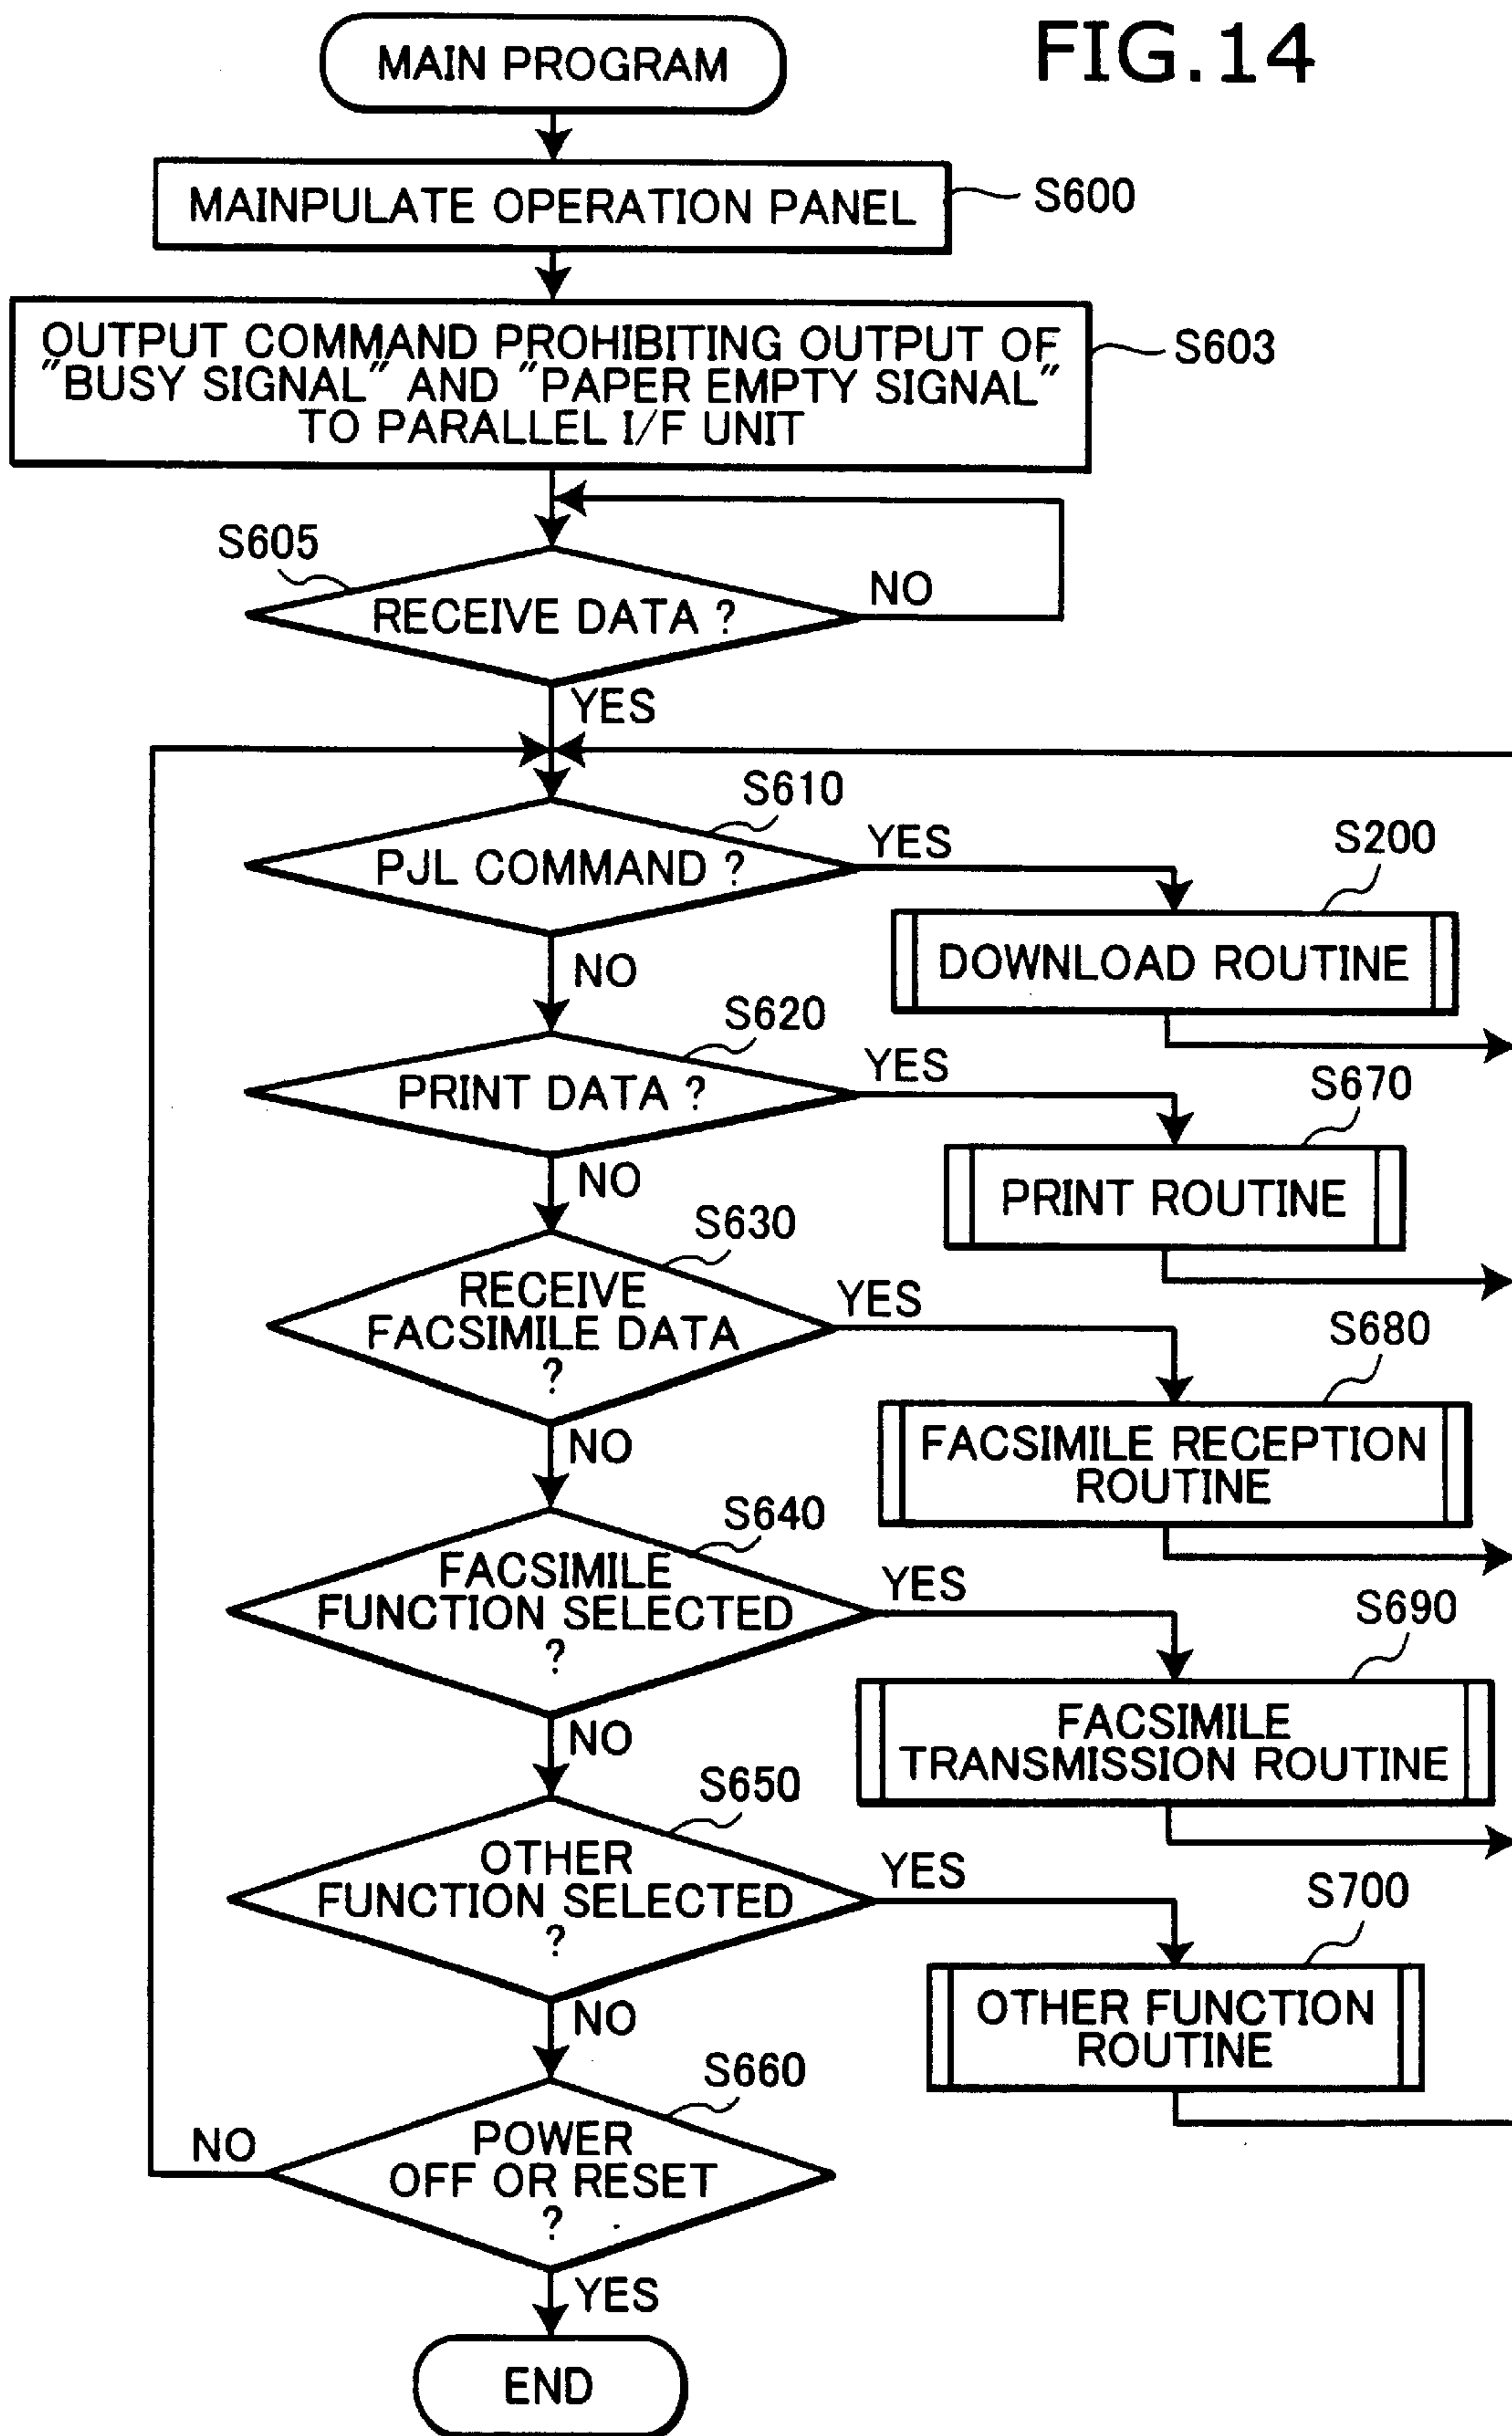 FIG.14
MAIN PROGRAM
MAINPULATE OPERATION PANEL
S600
OUTPUT COMMAND PROHIBITING OUTPUT OF
"BUSY SIGNAL" AND "PAPER EMPTY SIGNAL"
TO PARALLEL I/F UNIT
S603
S605
RECEIVE DATA ?
NO
YES
S610
PJL COMMAND ?
YES
S200
DOWNLOAD ROUTINE
NO
S620
PRINT DATA ?
YES
S670
PRINT ROUTINE
NO
S630
RECEIVE
FACSIMILE DATA
?
YES
S680
FACSIMILE RECEPTION
ROUTINE
NO
S640
FACSIMILE
FUNCTION SELECTED
?
YES
S690
FACSIMILE
TRANSMISSION ROUTINE
NO
S650
OTHER
FUNCTION SELECTED
?
YES
S700
OTHER FUNCTION
ROUTINE
NO
S660
POWER
OFF OR RESET
?
NO
YES
END